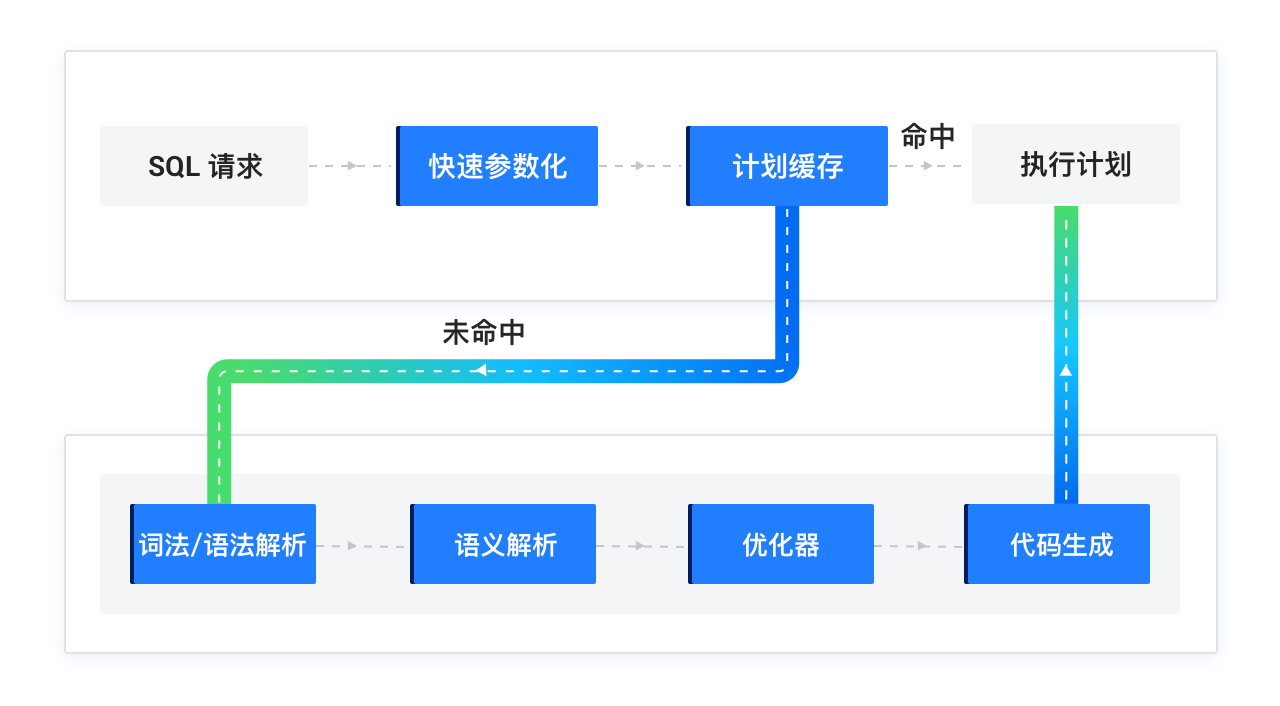 SQL 请求
快速参数化
计划缓存
命中
执行计划
未命中
词法/语法解析
语义解析
优化器
代码生成